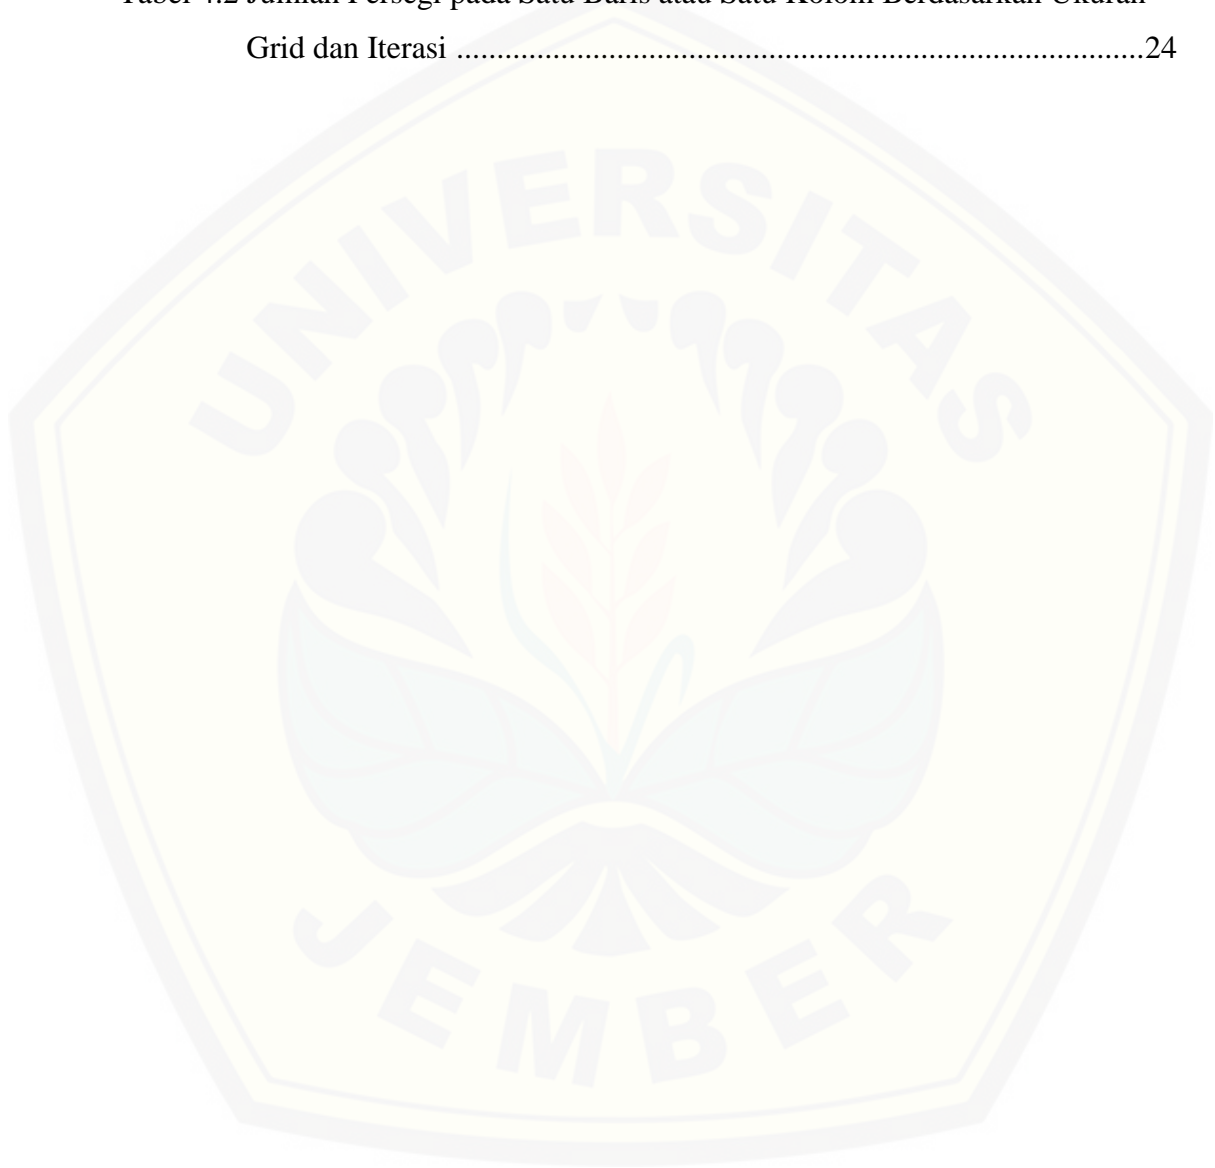 Tabel 4.2 Jumlah Persegi pada Satu Baris atau Satu Kolom Berdasarkan Ukuran
Grid dan Iterasi ......................................................................................24
UNIVERSITAS
JEMBER